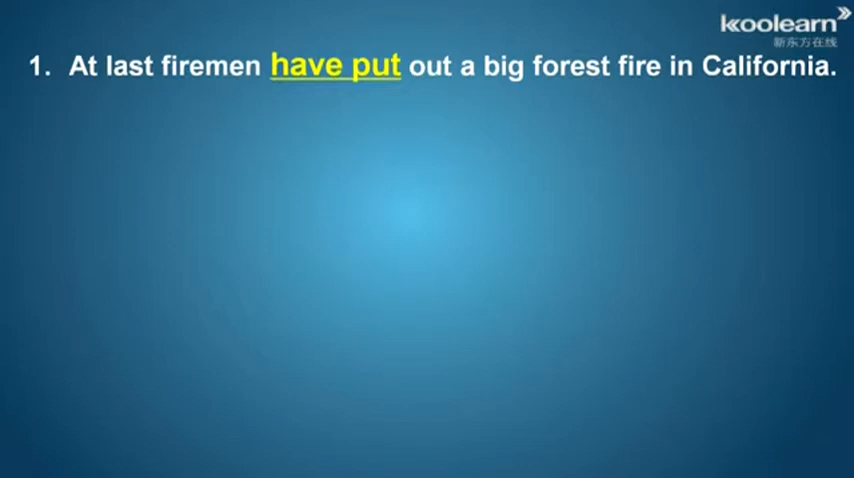 koolearn
新东方在线
1. At last firemen have put out a big forest fire in California.